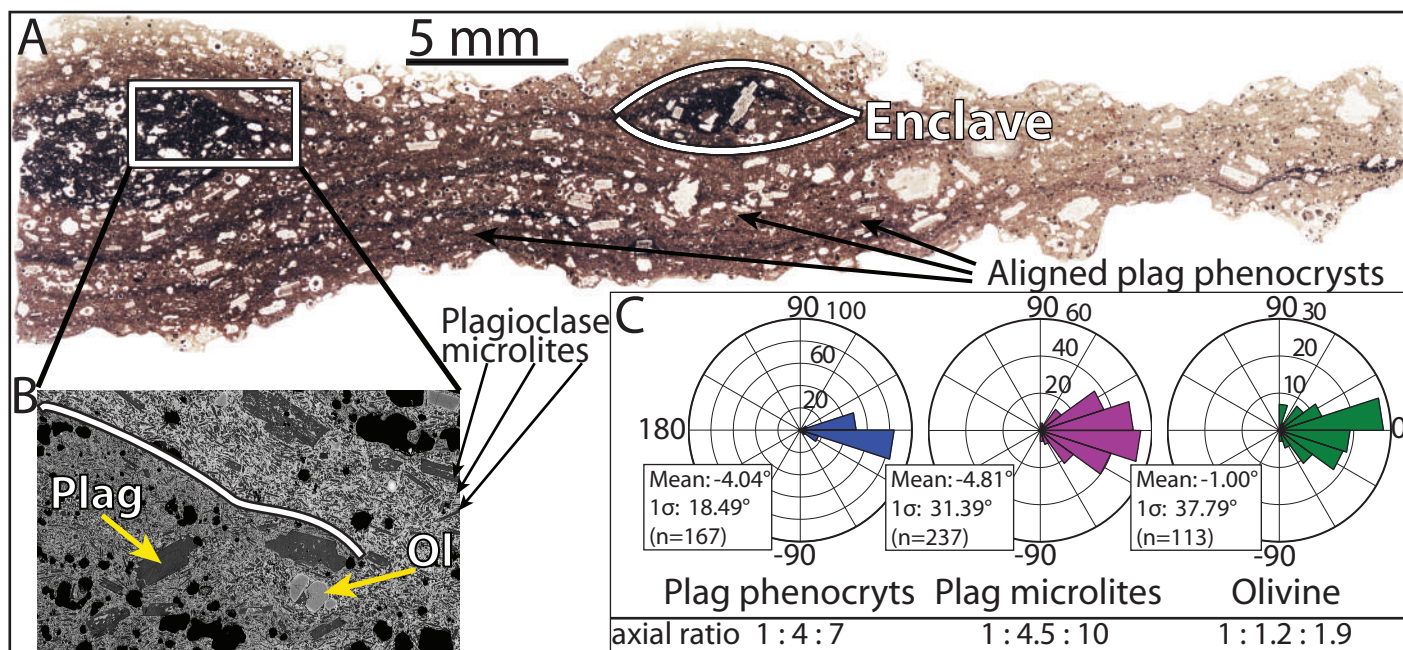 A
5 mm
Enclave
Aligned plag phenocrysts
Plagioclase
microlites
B
Plag
Ol
C
90 100
60
20
180
-90
Mean: -4.04°
1σ: 18.49°
(n=167)
90 60
40
20
-90
Mean: -4.81°
1σ: 31.39°
(n=237)
90 30
20
10
0
-90
Mean: -1.00°
1σ: 37.79°
(n=113)
Plag phenocryts Plag microlites Olivine
axial ratio 1 : 4 : 7 1 : 4.5 : 10 1 : 1.2 : 1.9